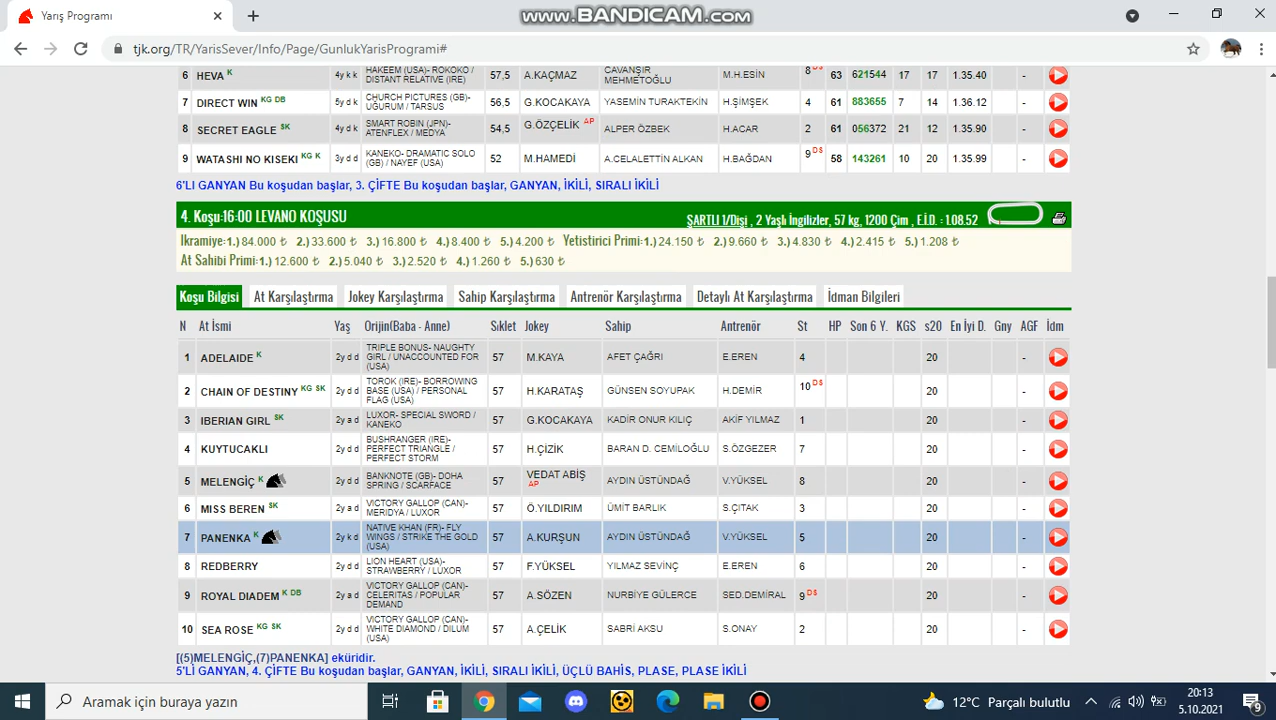 Yarış Programı
www.BANDICAM.com
tjk.org/TR/YarisSever/Info/Page/GunlukYarisProgrami#
6 HEVA K 4y k k HAKEEM (USA)- ROKOKO / DISTANT RELATIVE (IRE) 57,5 A.KAÇMAZ CAVANŞİR MEHMETOĞLU M.H.ESİN 8 DS 63 621544 17 17 1.35.40 -
7 DIRECT WIN KG DB 5y d k CHURCH PICTURES (GB)- UĞURUM / TARSUS 56,5 G.KOCAKAYA YASEMİN TURAKTEKİN H.ŞİMŞEK 4 61 883655 7 14 1.36.12 -
8 SECRET EAGLE SK 4y d k SMART ROBIN (JPN)- ATENFLEX / MEDYA 54,5 G.ÖZÇELİK AP ALPER ÖZBEK H.ACAR 2 61 056372 21 12 1.35.90 -
9 WATASHI NO KISEKI KG K 3y d k KANEKO- DRAMATIC SOLO (GB) / NAYEF (USA) 52 M.HAMEDİ A.CELALETTİN ALKAN H.BAĞDAN 9 DS 58 143261 10 20 1.35.99 -
6'LI GANYAN Bu koşudan başlar, 3. ÇİFTE Bu koşudan başlar, GANYAN, İKİLİ, SIRALI İKİLİ
4. Koşu:16:00 LEVANO KOŞUSU ŞARTLI 1/Dişi , 2 Yaşlı İngilizler, 57 kg, 1200 Çim , E.İ.D. : 1.08.52
İkramiye:1.) 84.000 ₺ 2.) 33.600 ₺ 3.) 16.800 ₺ 4.) 8.400 ₺ 5.) 4.200 ₺ Yetistirici Primi:1.) 24.150 ₺ 2.) 9.660 ₺ 3.) 4.830 ₺ 4.) 2.415 ₺ 5.) 1.208 ₺
At Sahibi Primi:1.) 12.600 ₺ 2.) 5.040 ₺ 3.) 2.520 ₺ 4.) 1.260 ₺ 5.) 630 ₺
Koşu Bilgisi At Karşılaştırma Jokey Karşılaştırma Sahip Karşılaştırma Antrenör Karşılaştırma Detaylı At Karşılaştırma İdman Bilgileri
N At İsmi Yaş Orijin(Baba - Anne) Sıklet Jokey Sahip Antrenör St HP Son 6 Y. KGS s20 En İyi D. Gny AGF İdm
1 ADELAIDE K 2y d d TRIPLE BONUS- NAUGHTY GIRL / UNACCOUNTED FOR (USA) 57 M.KAYA AFET ÇAĞRI E.EREN 4 20 -
2 CHAIN OF DESTINY KG SK 2y d d TOROK (IRE)- BORROWING BASE (USA) / PERSONAL FLAG (USA) 57 H.KARATAŞ GÜNSEN SOYUPAK H.DEMİR 10 DS 20 -
3 IBERIAN GIRL SK 2y a d LUXOR- SPECIAL SWORD / KANEKO 57 G.KOCAKAYA KADİR ONUR KILIÇ AKİF YILMAZ 1 20 -
4 KUYTUCAKLI 2y d d BUSHRANGER (IRE)- PERFECT TRIANGLE / PERFECT STORM 57 H.ÇİZİK BARAN D. CEMİLOĞLU S.ÖZGEZER 7 20 -
5 MELENGİÇ K 2y d d BANKNOTE (GB)- DOHA SPRING / SCARFACE 57 VEDAT ABİŞ AP AYDIN ÜSTÜNDAĞ V.YÜKSEL 8 20 -
6 MISS BEREN SK 2y a d VICTORY GALLOP (CAN)- MERIDYA / LUXOR 57 Ö.YILDIRIM ÜMİT BARLIK S.ÇITAK 3 20 -
7 PANENKA K 2y k d NATIVE KHAN (FR)- FLY WINGS / STRIKE THE GOLD (USA) 57 A.KURŞUN AYDIN ÜSTÜNDAĞ V.YÜKSEL 5 20 -
8 REDBERRY 2y d d LION HEART (USA)- STRAWBERRY / LUXOR 57 F.YÜKSEL YILMAZ SEVİNÇ E.EREN 6 20 -
9 ROYAL DIADEM K DB 2y a d VICTORY GALLOP (CAN)- CELERITAS / POPULAR DEMAND 57 A.SÖZEN NURBİYE GÜLERCE SED.DEMİRAL 9 DS 20 -
10 SEA ROSE KG SK 2y d d VICTORY GALLOP (CAN)- WHITE DIAMOND / DILUM (USA) 57 A.ÇELİK SABRİ AKSU S.ONAY 2 20 -
[(5)MELENGİÇ,(7)PANENKA] eküridir.
5'Lİ GANYAN, 4. ÇİFTE Bu koşudan başlar, GANYAN, İKİLİ, SIRALI İKİLİ, ÜÇLÜ BAHİS, PLASE, PLASE İKİLİ
Aramak için buraya yazın
12°C Parçalı bulutlu
20:13
5.10.2021
9